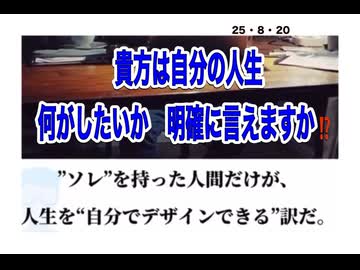 25・8・20
貴方は自分の人生
何がしたいか 明確に言えますか⁉
”ソレ”を持った人間だけが、
人生を“自分でデザインできる”訳だ。